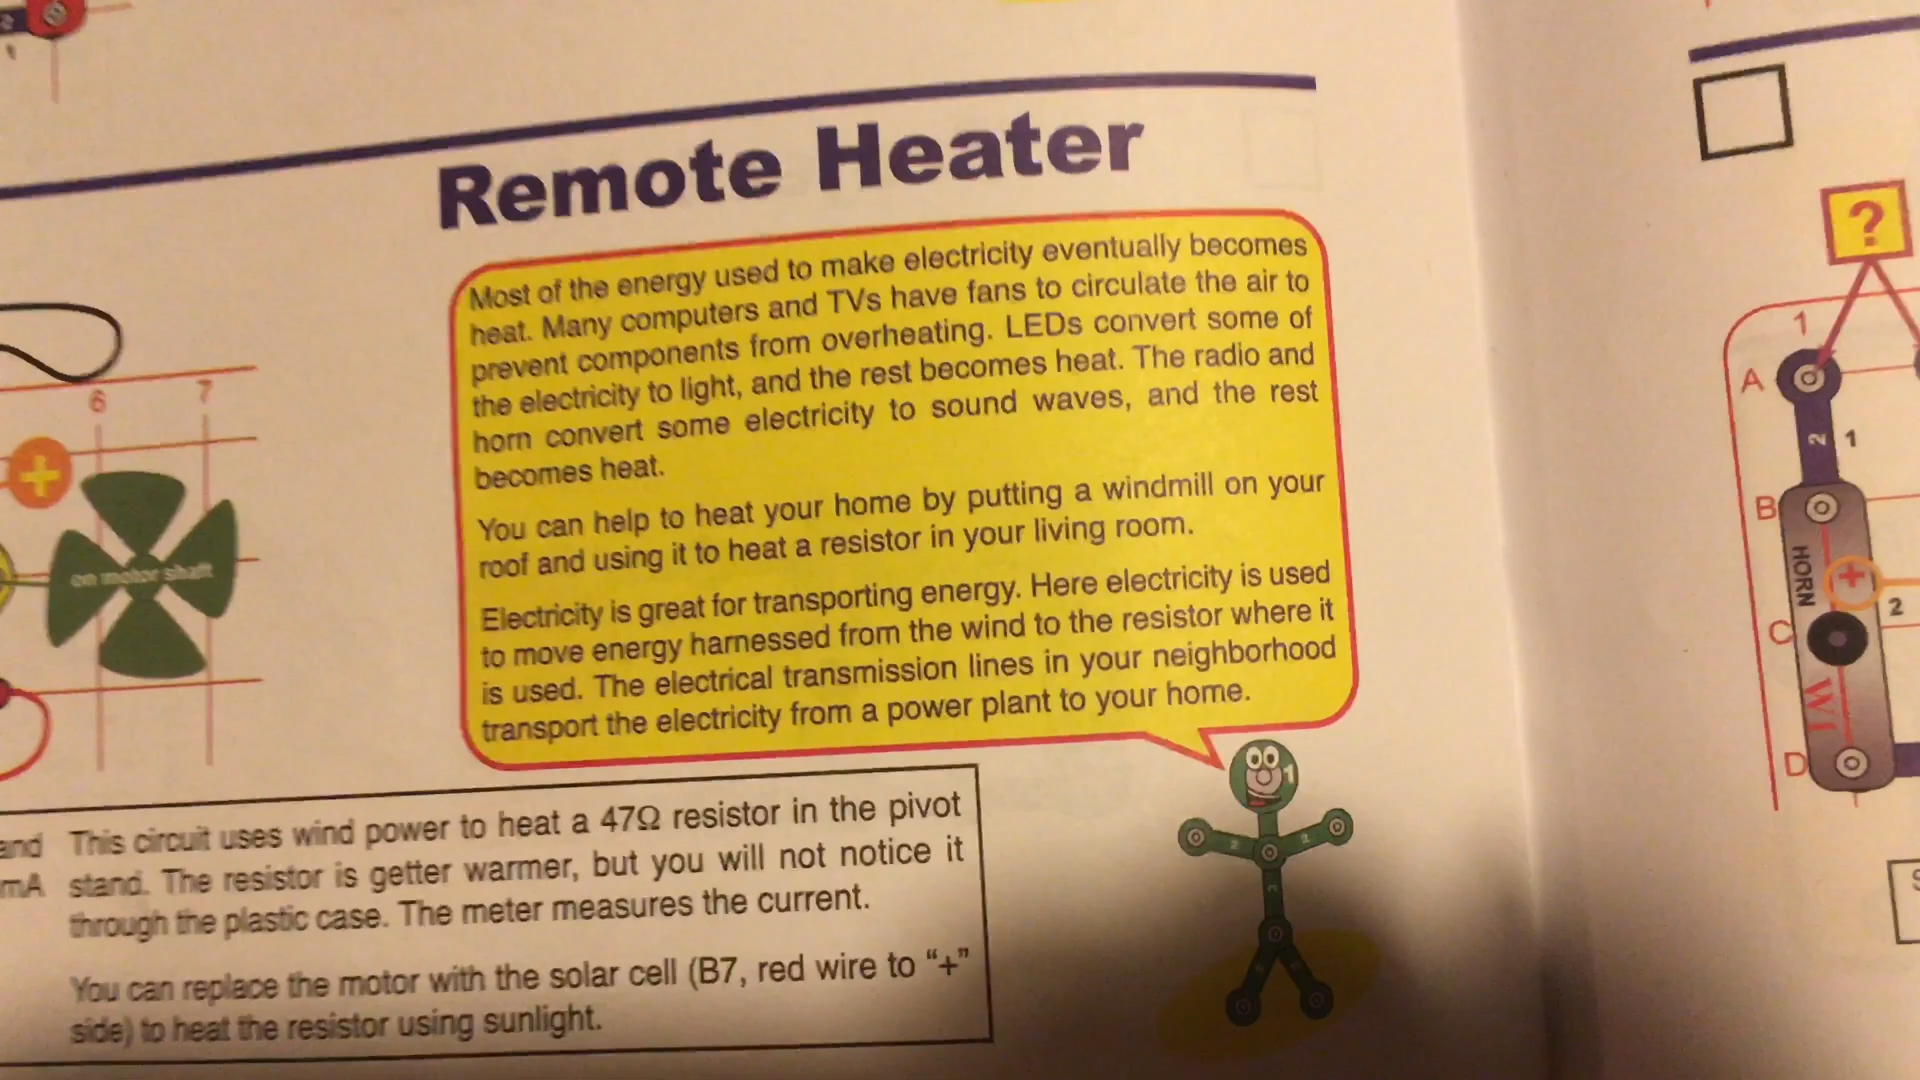 Remote Heater
Most of the energy used to make electricity eventually becomes
heat. Many computers and TVs have fans to circulate the air to
prevent components from overheating. LEDs convert some of
the electricity to light, and the rest becomes heat. The radio and
horn convert some electricity to sound waves, and the rest
becomes heat.
You can help to heat your home by putting a windmill on your
roof and using it to heat a resistor in your living room.
Electricity is great for transporting energy. Here electricity is used
to move energy harnessed from the wind to the resistor where it
is used. The electrical transmission lines in your neighborhood
transport the electricity from a power plant to your home.
6 7
+
on motor shaft
and
mA
This circuit uses wind power to heat a 47Ω resistor in the pivot
stand. The resistor is getter warmer, but you will not notice it
through the plastic case. The meter measures the current.
You can replace the motor with the solar cell (B7, red wire to “+”
side) to heat the resistor using sunlight.
1
2 2
2
?
1
A
2 1
B
HORN
+
2
C
W1
D